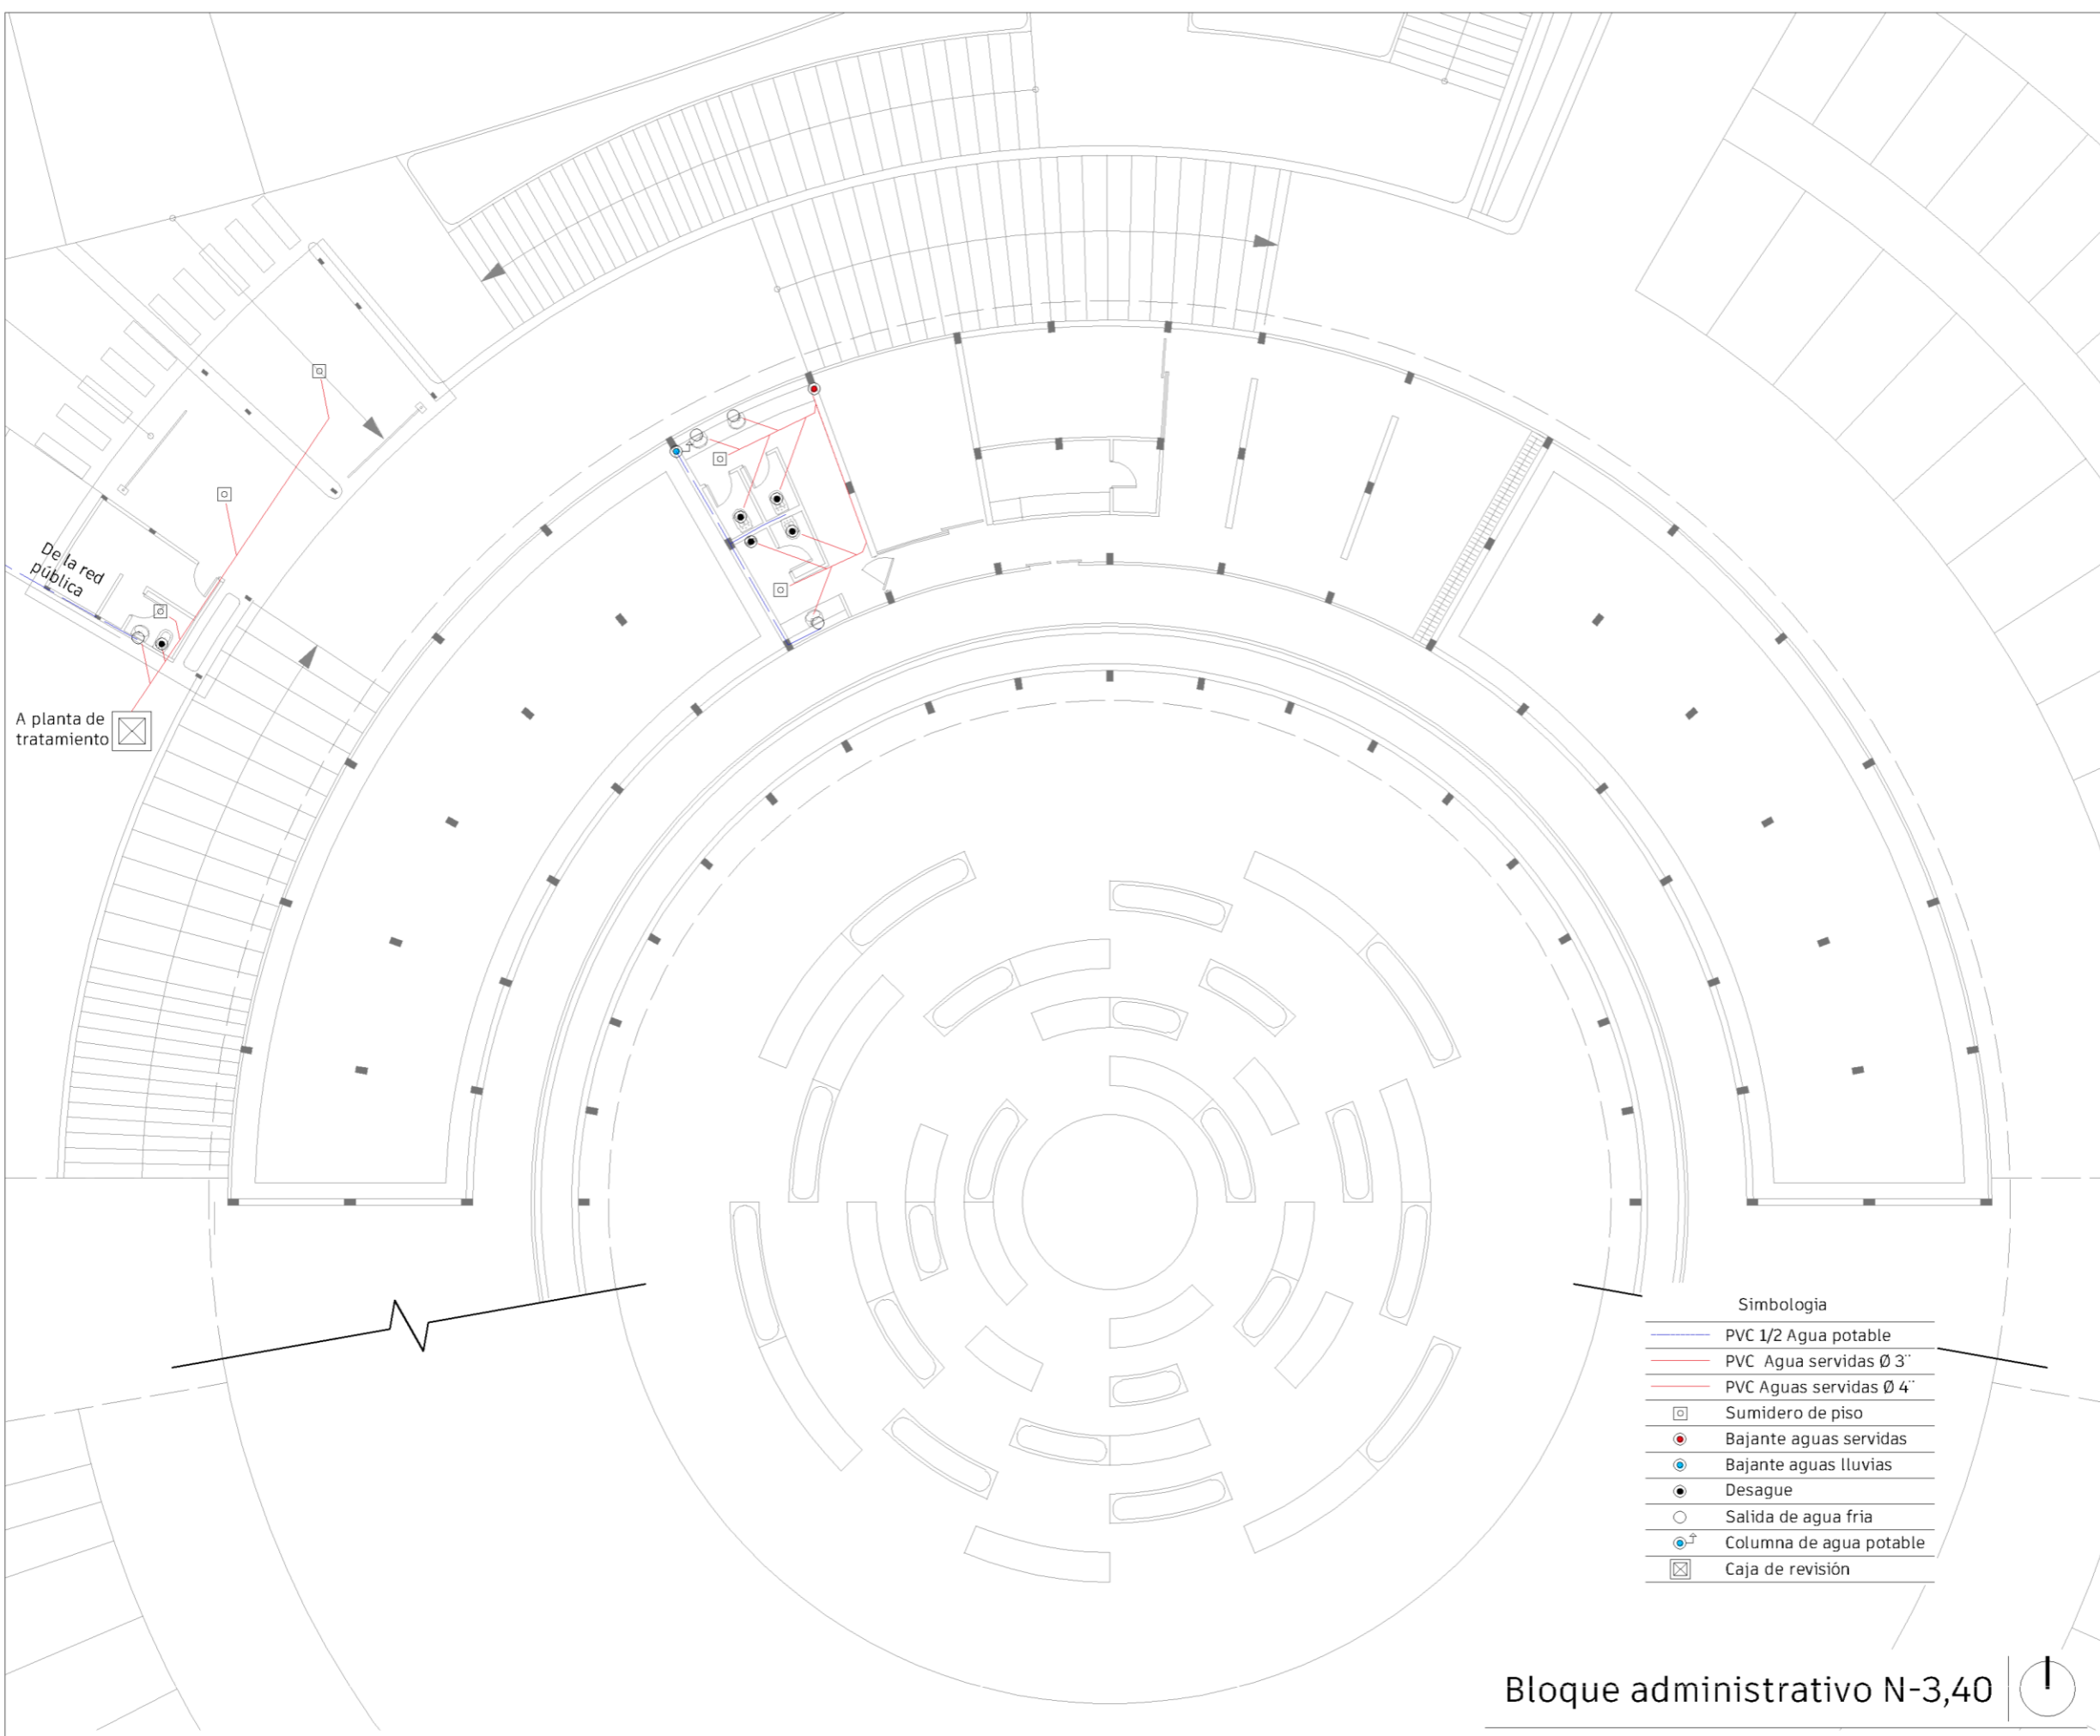 De la red
pública
A planta de
tratamiento
Simbologia
PVC 1/2 Agua potable
PVC Agua servidas Ø 3¨
PVC Aguas servidas Ø 4¨
Sumidero de piso
Bajante aguas servidas
Bajante aguas lluvias
Desague
Salida de agua fria
Columna de agua potable
Caja de revisión
Bloque administrativo N-3,40